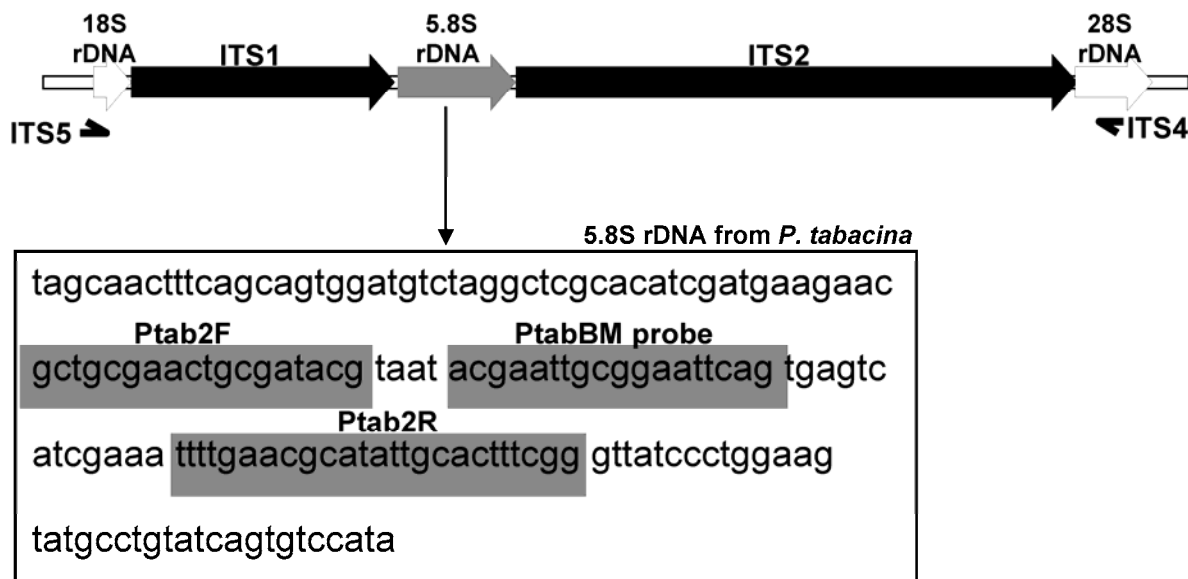 18S 5.8S 28S
rDNA ITS1 rDNA ITS2 rDNA
ITS5 ITS4
5.8S rDNA from P. tabacina
tagcaactttcagcagtggatgtctaggctcgcacatcgatgaagaac
Ptab2F PtabBM probe
gctgcgaactgcgatacg taat acgaattgcggaattcag tgagtc
Ptab2R
atcgaaa ttttgaacgcatattgcactttcgg gttatccctggaag
tatgcctgtatcagtgtccata